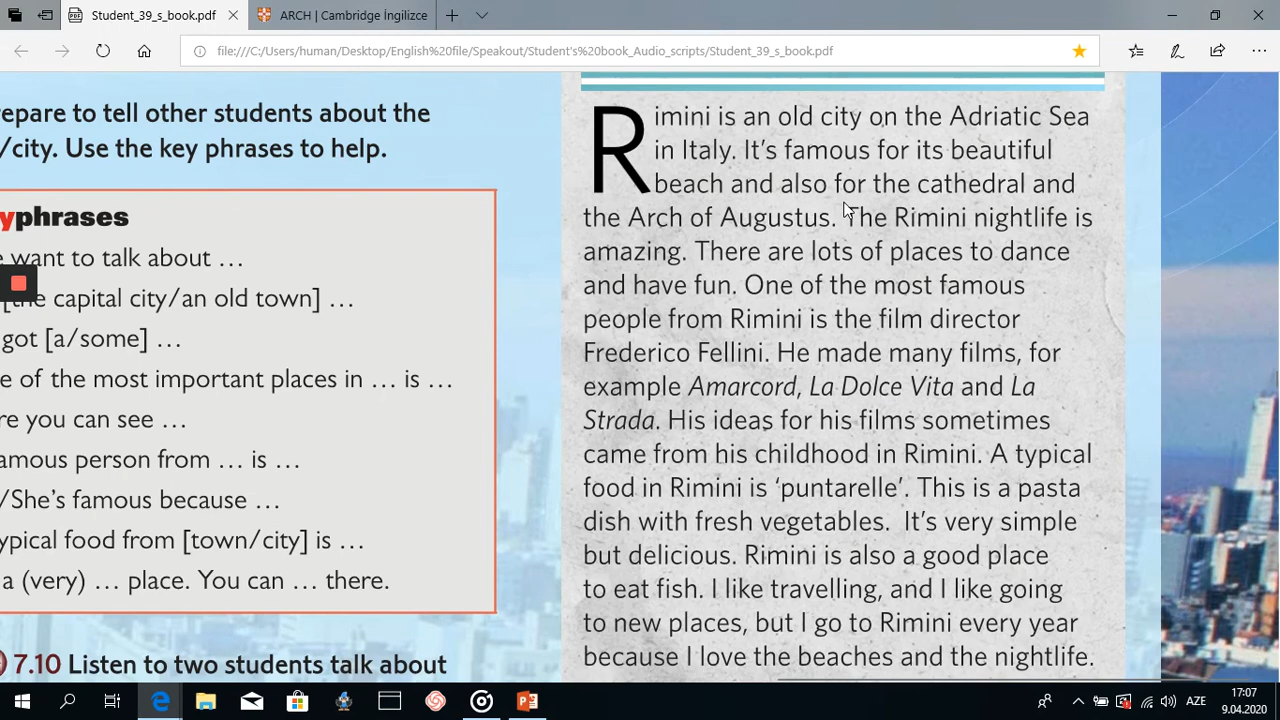 Student_39_s_book.pdf
ARCH | Cambridge İngilizce
file:///C:/Users/human/Desktop/English%20file/Speakout/Student's%20book_Audio_scripts/Student_39_s_book.pdf
repare to tell other students about the
/city. Use the key phrases to help.
yphrases
e want to talk about …
[the capital city/an old town] …
got [a/some] …
e of the most important places in … is …
re you can see …
amous person from … is …
/She's famous because …
ypical food from [town/city] is …
a (very) … place. You can … there.
7.10 Listen to two students talk about
Rimini is an old city on the Adriatic Sea
in Italy. It's famous for its beautiful
beach and also for the cathedral and
the Arch of Augustus. The Rimini nightlife is
amazing. There are lots of places to dance
and have fun. One of the most famous
people from Rimini is the film director
Frederico Fellini. He made many films, for
example Amarcord, La Dolce Vita and La
Strada. His ideas for his films sometimes
came from his childhood in Rimini. A typical
food in Rimini is ‘puntarelle’. This is a pasta
dish with fresh vegetables. It's very simple
but delicious. Rimini is also a good place
to eat fish. I like travelling, and I like going
to new places, but I go to Rimini every year
because I love the beaches and the nightlife.
AZE
17:07
9.04.2020